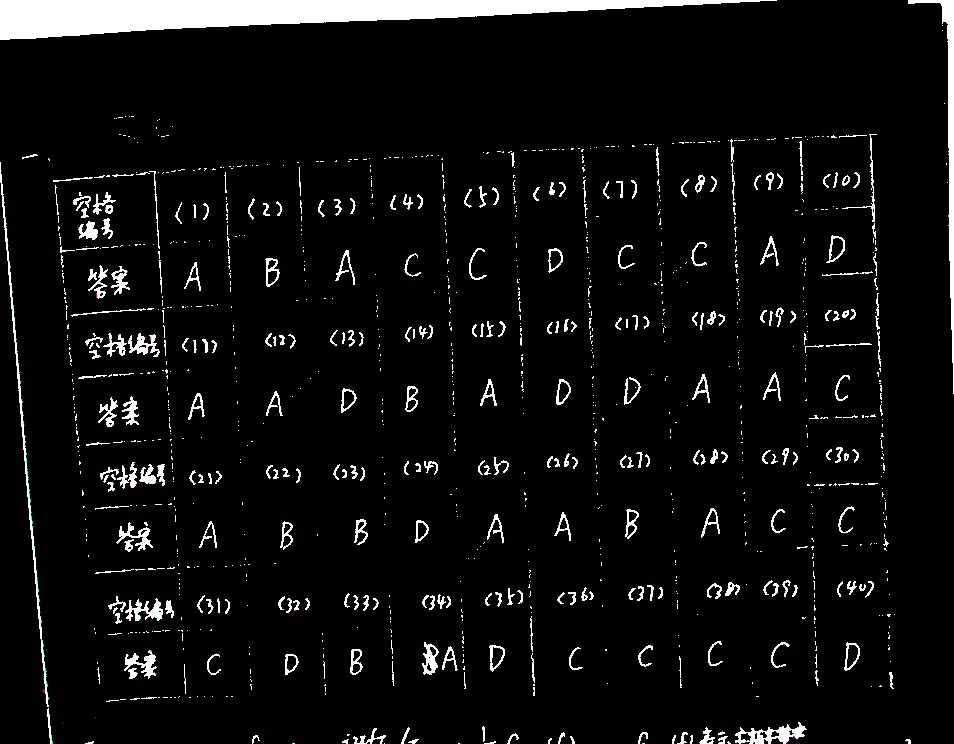 空格编号 (1) (2) (3) (4) (5) (6) (7) (8) (9) (10)
答案 A B A C C D C C A D
空格编号 (11) (12) (13) (14) (15) (16) (17) (18) (19) (20)
答案 A A D B A D D A A C
空格编号 (21) (22) (23) (24) (25) (26) (27) (28) (29) (30)
答案 A B B D A A B A C C
空格编号 (31) (32) (33) (34) (35) (36) (37) (38) (39) (40)
答案 C D B A D C C C C D